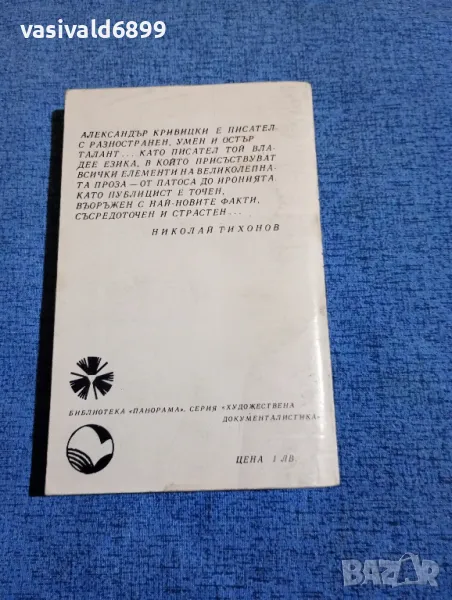 vasivald6899
АЛЕКСАНДЪР КРИВИЦКИ Е ПИСАТЕЛ
С РАЗНОСТРАНЕН, УМЕН И ОСТЪР
ТАЛАНТ... КАТО ПИСАТЕЛ ТОЙ ВЛА-
ДЕЕ ЕЗИКА, В КОЙТО ПРИСЪСТВУВАТ
ВСИЧКИ ЕЛЕМЕНТИ НА ВЕЛИКОЛЕПНА-
ТА ПРОЗА — ОТ ПАТОСА ДО ИРОНИЯТА.
КАТО ПУБЛИЦИСТ Е ТОЧЕН,
ВЪОРЪЖЕН С НАЙ-НОВИТЕ ФАКТИ,
СЪСРЕДОТОЧЕН И СТРАСТЕН...
НИКОЛАЙ ТИХОНОВ
БИБЛИОТЕКА «ПАНОРАМА», СЕРИЯ «ХУДОЖЕСТВЕНА
ДОКУМЕНТАЛИСТИКА»
ЦЕНА 1 ЛВ.
BAZAR